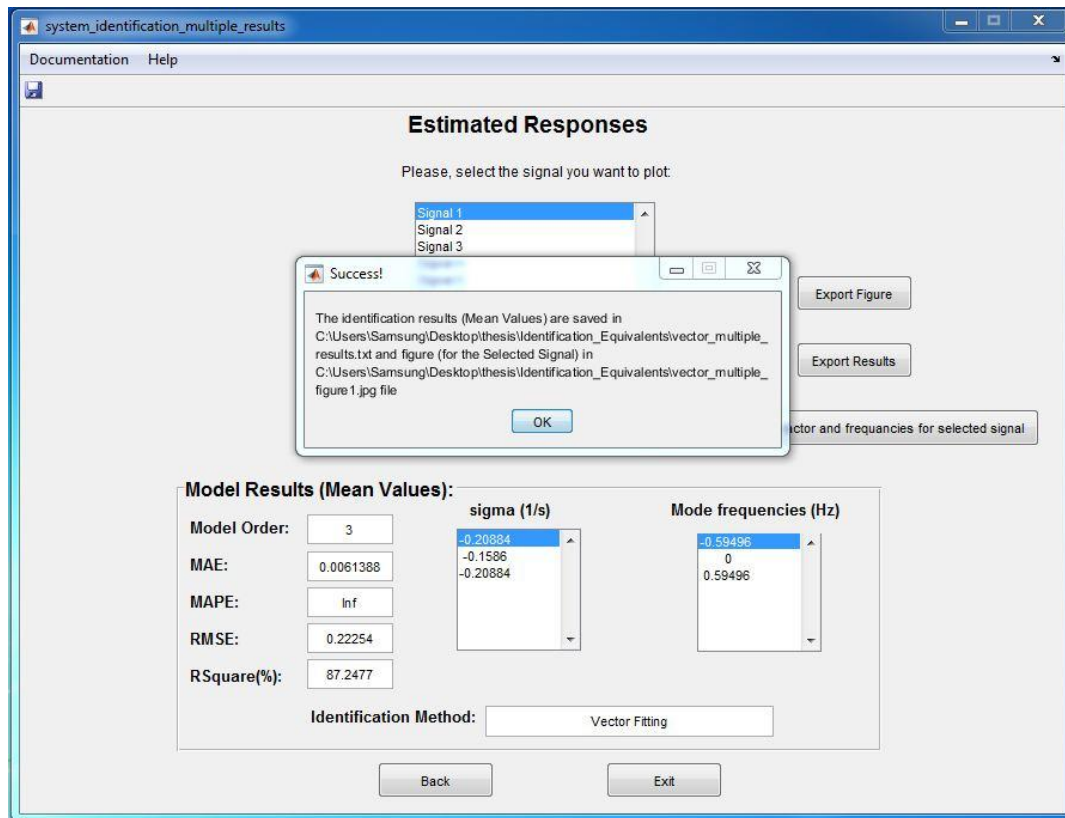 system_identification_multiple_results
Documentation Help
Estimated Responses
Please, select the signal you want to plot:
Signal 1
Signal 2
Signal 3
Success!
The identification results (Mean Values) are saved in
C:\Users\Samsung\Desktop\thesis\Identification_Equivalents\vector_multiple_
results.txt and figure (for the Selected Signal) in
C:\Users\Samsung\Desktop\thesis\Identification_Equivalents\vector_multiple_
figure1.jpg file
OK
Export Figure
Export Results
and frequancies for selected signal
Model Results (Mean Values):
Model Order:
3
MAE:
0.0061388
MAPE:
Inf
RMSE:
0.22254
RSquare(%):
87.2477
sigma (1/s)
-0.20884
-0.1586
-0.20884
Mode frequencies (Hz)
-0.59496
0
0.59496
Identification Method:
Vector Fitting
Back
Exit